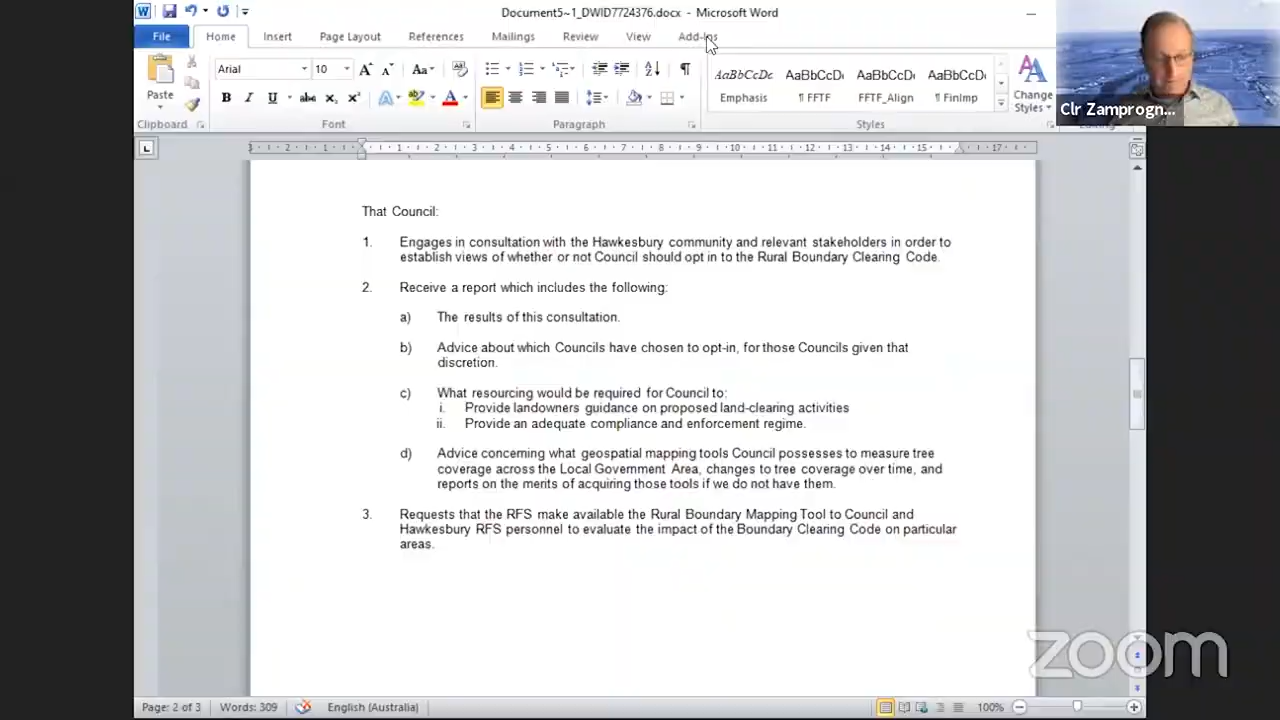 Document5~1_DWID7724376.docx - Microsoft Word
File Home Insert Page Layout References Mailings Review View Add-Ins
Arial 10
Paste
AaBbCcDc AaBbCcDi AaBbCcDi AaBbCcDi
Emphasis ¶ FFTF FFTF_Align ¶ FinImp
Change
Styles
Clipboard Font Paragraph Styles
Clr Zamprogn...
That Council:
1. Engages in consultation with the Hawkesbury community and relevant stakeholders in order to
establish views of whether or not Council should opt in to the Rural Boundary Clearing Code.
2. Receive a report which includes the following:
a) The results of this consultation.
b) Advice about which Councils have chosen to opt-in, for those Councils given that
discretion.
c) What resourcing would be required for Council to:
i. Provide landowners guidance on proposed land-clearing activities
ii. Provide an adequate compliance and enforcement regime.
d) Advice concerning what geospatial mapping tools Council possesses to measure tree
coverage across the Local Government Area, changes to tree coverage over time, and
reports on the merits of acquiring those tools if we do not have them.
3. Requests that the RFS make available the Rural Boundary Mapping Tool to Council and
Hawkesbury RFS personnel to evaluate the impact of the Boundary Clearing Code on particular
areas.
zoom
Page: 2 of 3 Words: 309 English (Australia) 100%